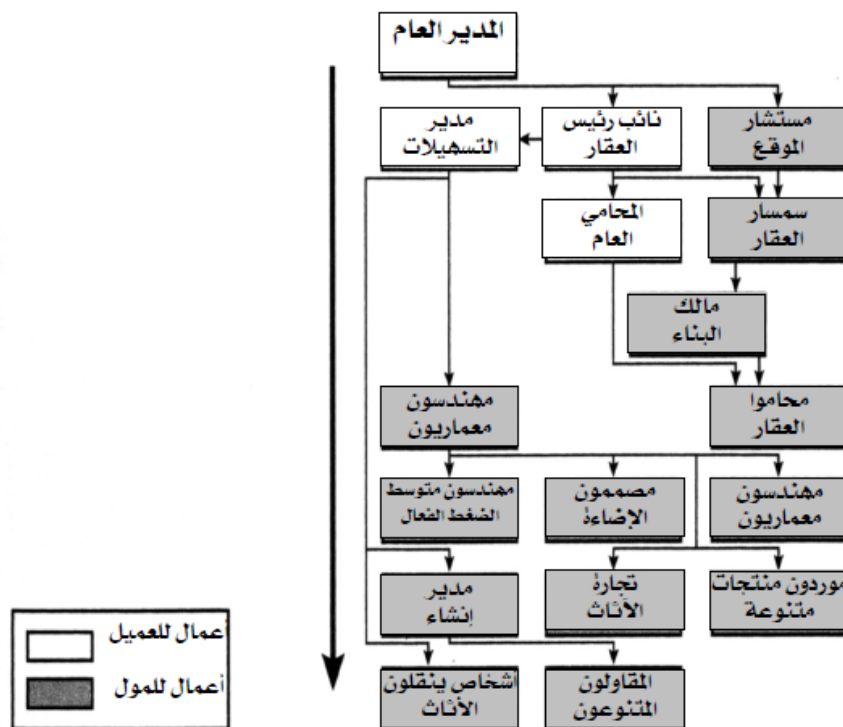 المدير العام
مستشار
الموقع
نائب رئيس
العقار
مدير
التسهيلات
سمسار
العقار
المحامي
العام
مالك
البناء
محاموا
العقار
مهندسون
معماريون
مهندسون
معماريون
مصممون
الإضاءة
مهندسون متوسط
الضغط الفعال
موردون منتجات
متنوعة
تجارة
الأثاث
مدير
إنشاء
المقاولون
المتنوعون
أشخاص ينقلون
الأثاث
أعمال للعميل
أعمال للمول